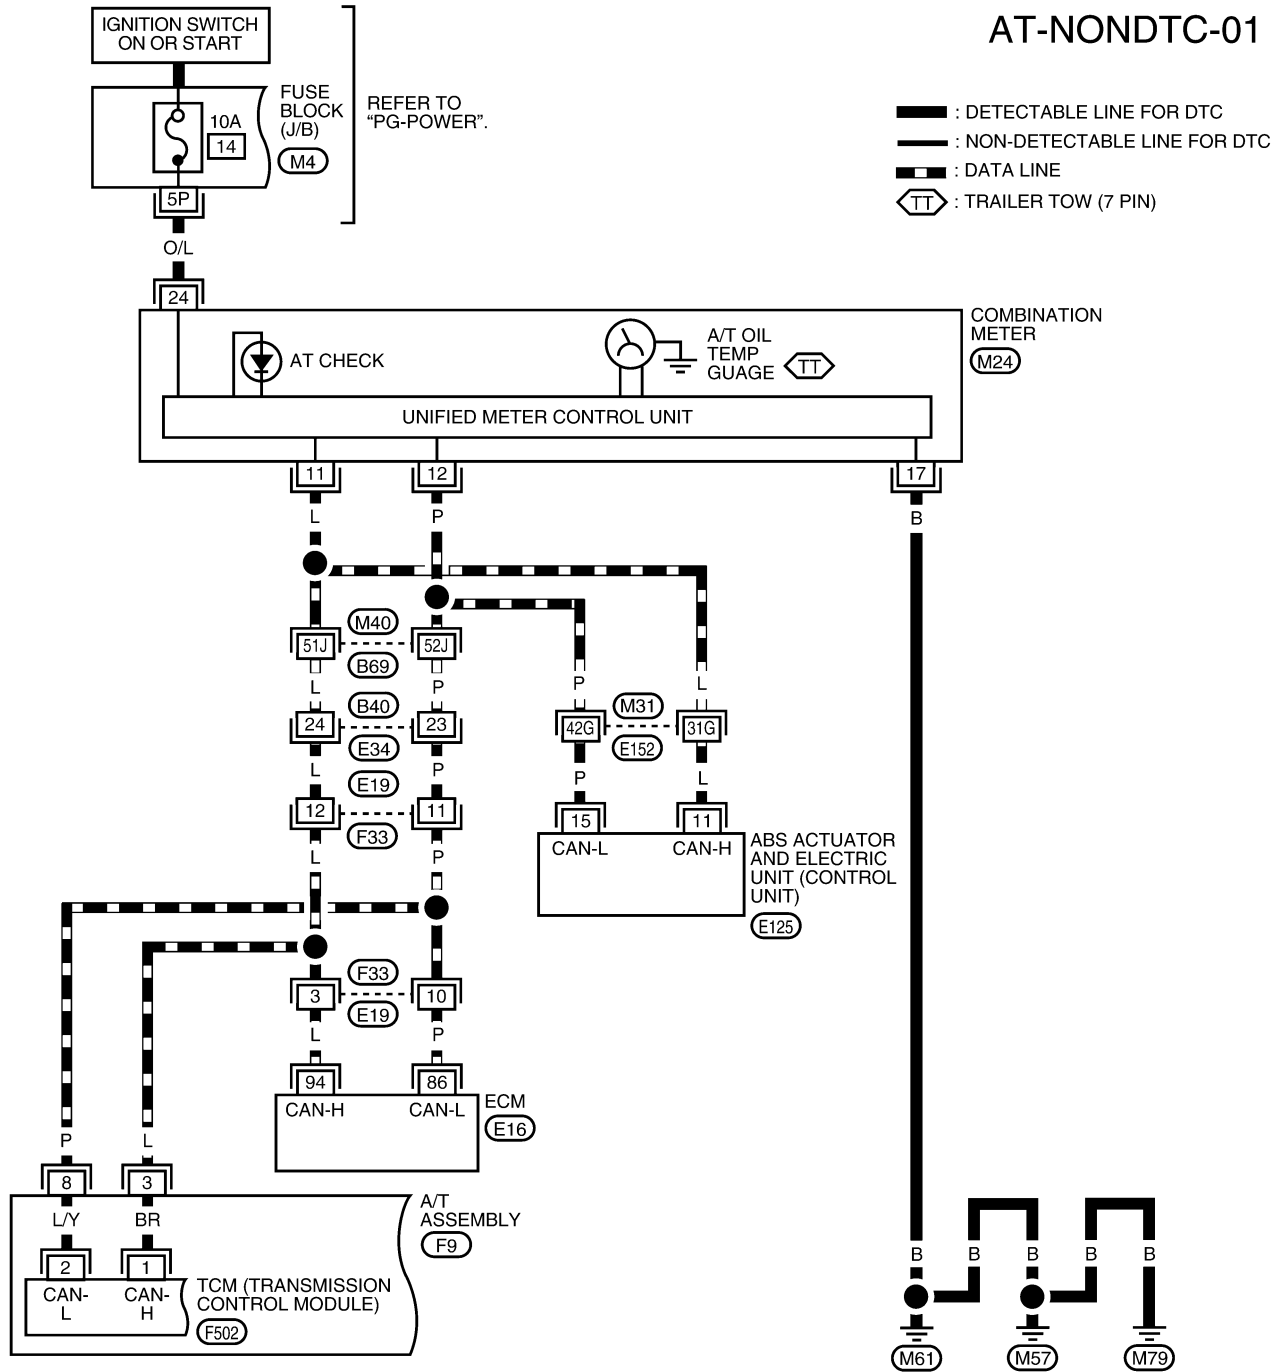 AT-NONDTC-01
IGNITION SWITCH
ON OR START
FUSE
BLOCK
(J/B)
M4
10A
14
5P
REFER TO
“PG-POWER”.
: DETECTABLE LINE FOR DTC
: NON-DETECTABLE LINE FOR DTC
: DATA LINE
TT : TRAILER TOW (7 PIN)
O/L
24
COMBINATION
METER
M24
AT CHECK
A/T OIL
TEMP
GUAGE
TT
UNIFIED METER CONTROL UNIT
11
12
17
L
P
B
M40
51J
52J
B69
L
P
P
L
B40
24
23
E34
M31
42G
31G
E152
L
P
P
L
E19
12
11
F33
15
11
CAN-L
CAN-H
ABS ACTUATOR
AND ELECTRIC
UNIT (CONTROL
UNIT)
E125
L
P
F33
3
10
E19
L
P
94
86
CAN-H
CAN-L
ECM
E16
P
L
8
3
A/T
ASSEMBLY
F9
L/Y
BR
2
1
CAN-
L
CAN-
H
TCM (TRANSMISSION
CONTROL MODULE)
F502
B
B
B
B
B
M61
M57
M79